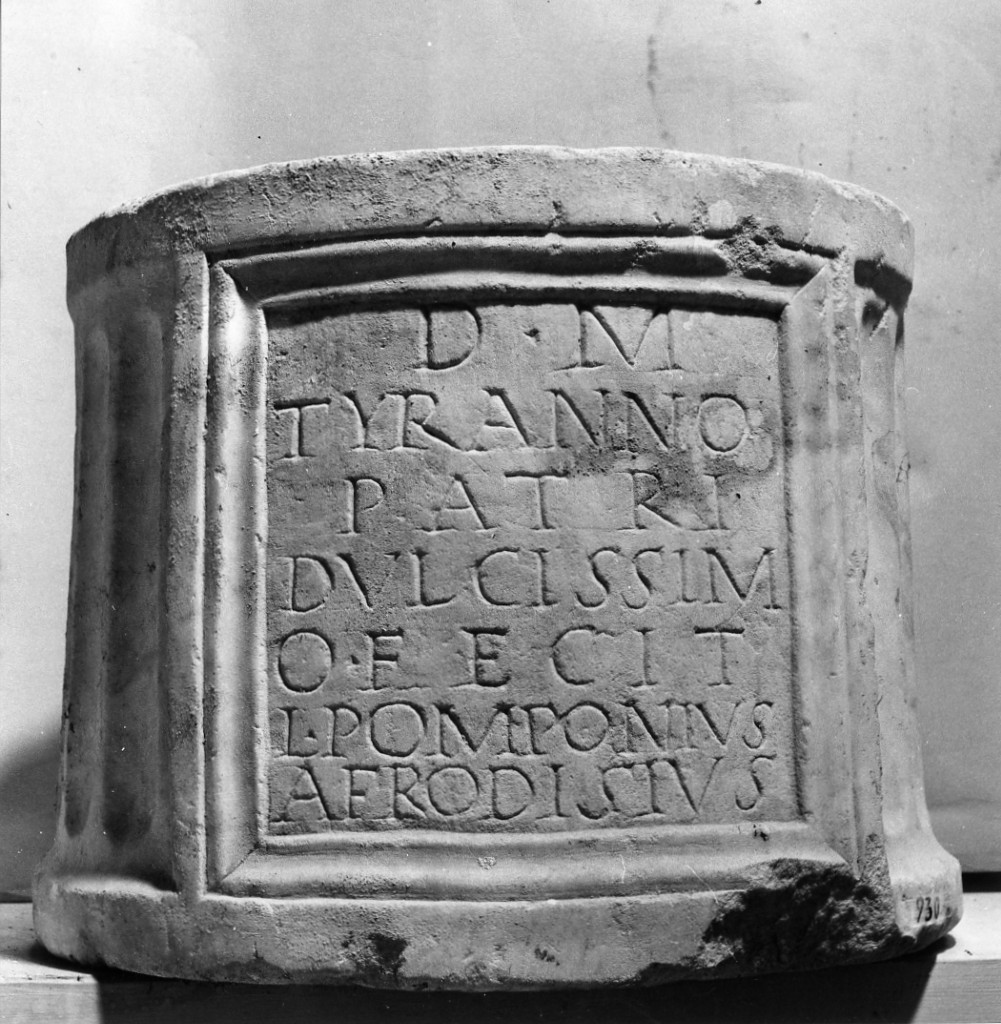 D · M
TYRANNO
PATRI
DVLCISSIM
O · FECIT
L · POMPONIVS
AFRODISIVS
930